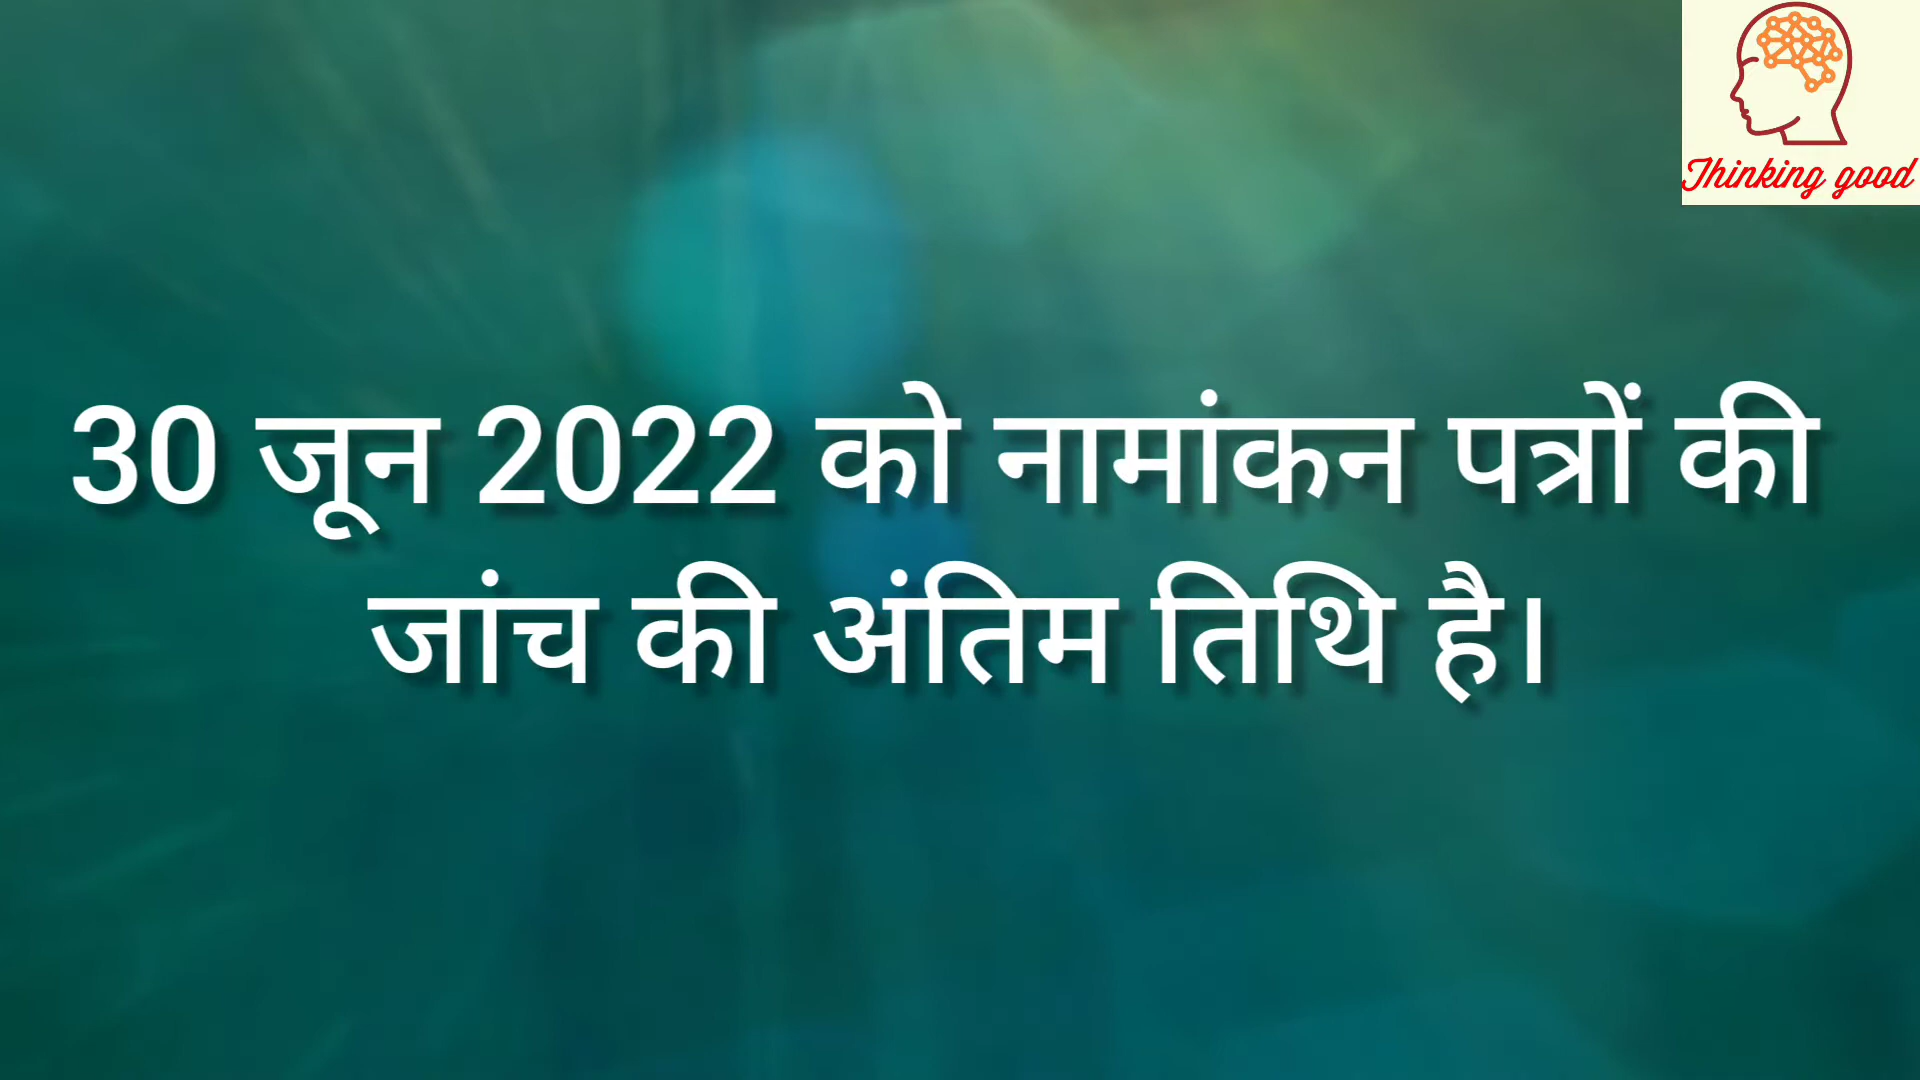 Thinking good
30 जून 2022 को नामांकन पत्रों की
जांच की अंतिम तिथि है।